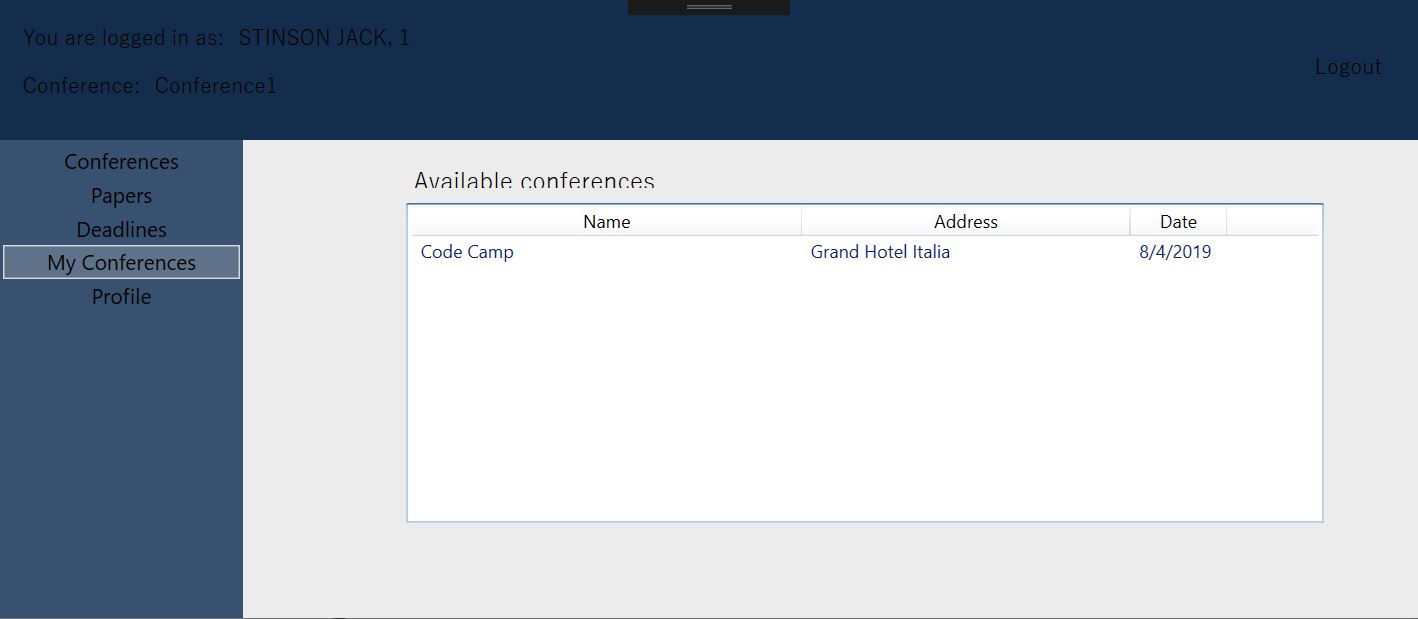 You are logged in as: STINSON JACK, 1
Conference: Conference1
Logout
Conferences
Papers
Deadlines
My Conferences
Profile
Available conferences
Name Address Date
Code Camp Grand Hotel Italia 8/4/2019